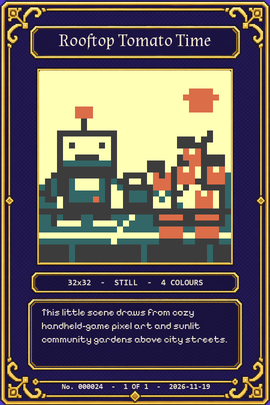 Rooftop Tomato Time
32x32 - STILL - 4 COLOURS
This little scene draws from cozy
handheld-game pixel art and sunlit
community gardens above city streets.
No. 000024 - 1 OF 1 - 2026-11-19